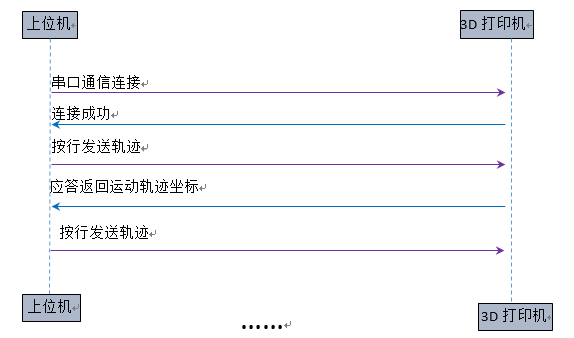 上位机
3D 打印机
串口通信连接
连接成功
按行发送轨迹
应答返回运动轨迹坐标
按行发送轨迹
上位机
3D 打印机
······